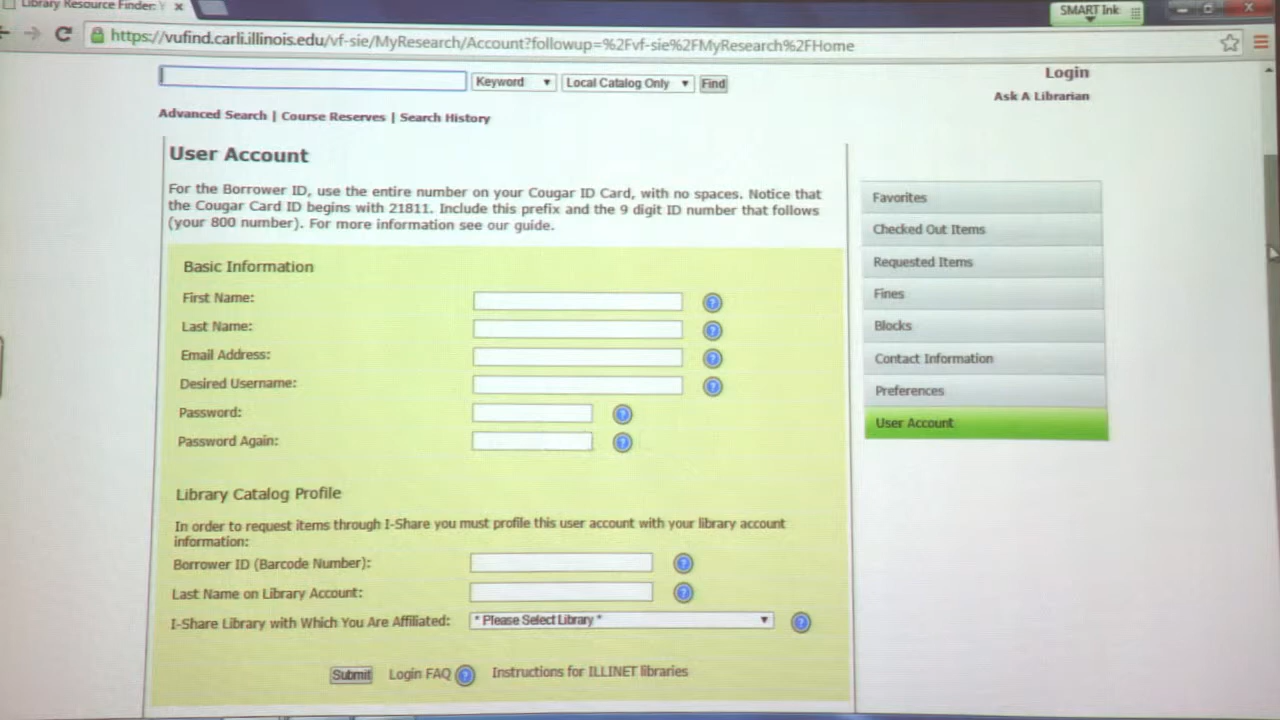 Library Resource Finder: Y
SMART Ink
https://vufind.carli.illinois.edu/vf-sie/MyResearch/Account?followup=%2Fvf-sie%2FMyResearch%2FHome
Keyword Local Catalog Only Find
Login
Ask A Librarian
Advanced Search | Course Reserves | Search History
User Account
For the Borrower ID, use the entire number on your Cougar ID Card, with no spaces. Notice that
the Cougar Card ID begins with 21811. Include this prefix and the 9 digit ID number that follows
(your 800 number). For more information see our guide.
Basic Information
First Name:
Last Name:
Email Address:
Desired Username:
Password:
Password Again:
Library Catalog Profile
In order to request items through I-Share you must profile this user account with your library account
information:
Borrower ID (Barcode Number):
Last Name on Library Account:
I-Share Library with Which You Are Affiliated: * Please Select Library *
Submit Login FAQ Instructions for ILLINET libraries
Favorites
Checked Out Items
Requested Items
Fines
Blocks
Contact Information
Preferences
User Account